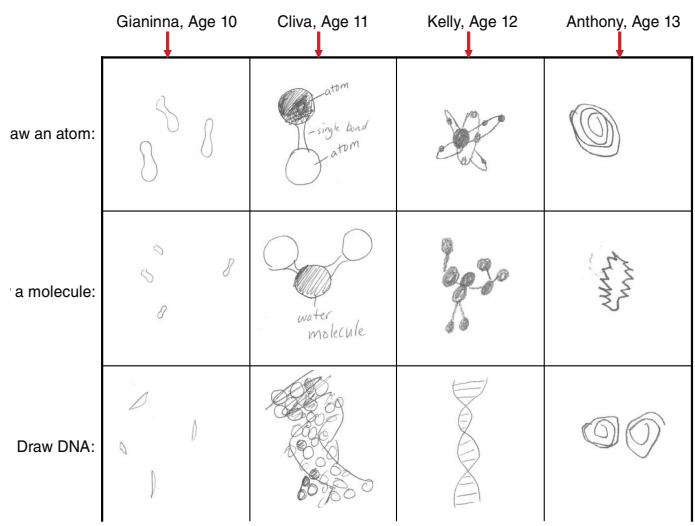 Gianinna, Age 10 Cliva, Age 11 Kelly, Age 12 Anthony, Age 13
aw an atom:
atom
single bond
atom
a molecule:
water
molecule
Draw DNA: